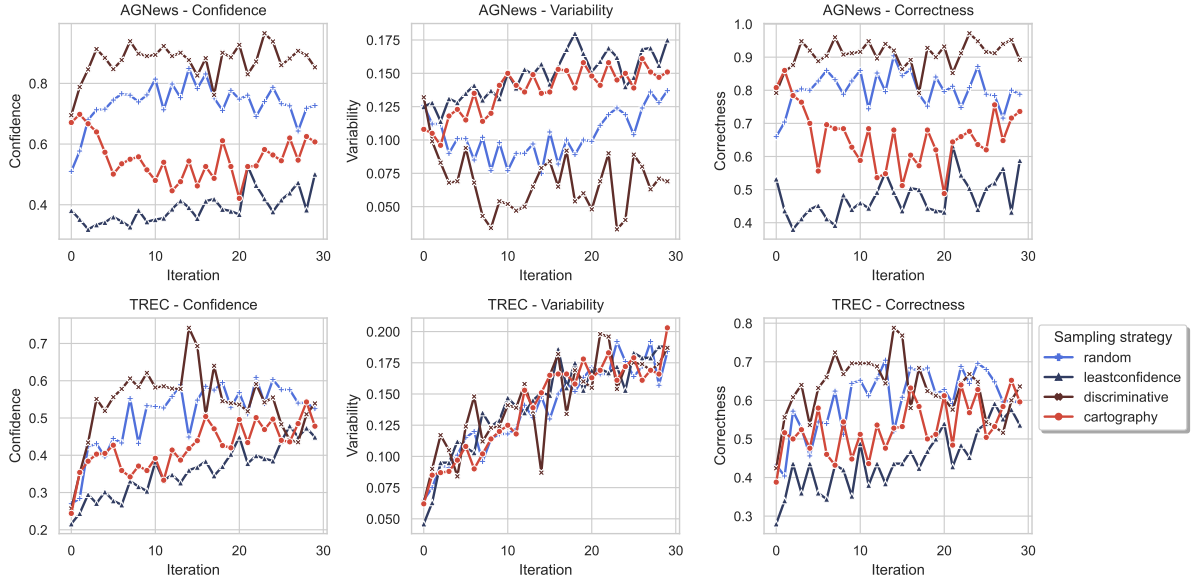 AGNews - Confidence
AGNews - Variability
AGNews - Correctness
Confidence
0.8
0.6
0.4
0
10
20
30
Iteration
Variability
0.175
0.150
0.125
0.100
0.075
0.050
0
10
20
30
Iteration
Correctness
1.0
0.9
0.8
0.7
0.6
0.5
0.4
0
10
20
30
Iteration
TREC - Confidence
TREC - Variability
TREC - Correctness
Confidence
0.7
0.6
0.5
0.4
0.3
0.2
0
10
20
30
Iteration
Variability
0.200
0.175
0.150
0.125
0.100
0.075
0.050
0
10
20
30
Iteration
Correctness
0.8
0.7
0.6
0.5
0.4
0.3
0
10
20
30
Iteration
Sampling strategy
random
leastconfidence
discriminative
cartography